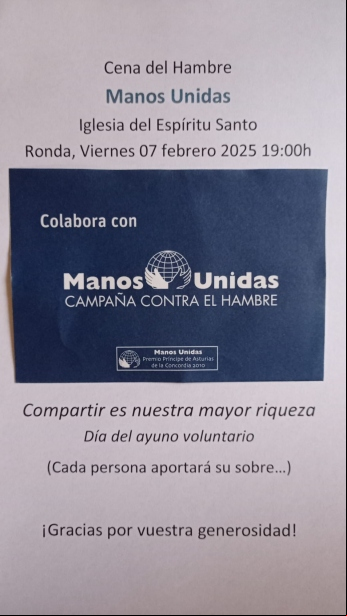 Cena del Hambre
Manos Unidas
Iglesia del Espíritu Santo
Ronda, Viernes 07 febrero 2025 19:00h
Colabora con
Manos Unidas
CAMPAÑA CONTRA EL HAMBRE
Manos Unidas
Premio Príncipe de Asturias
de la Concordia 2010
Compartir es nuestra mayor riqueza
Día del ayuno voluntario
(Cada persona aportará su sobre...)
¡Gracias por vuestra generosidad!